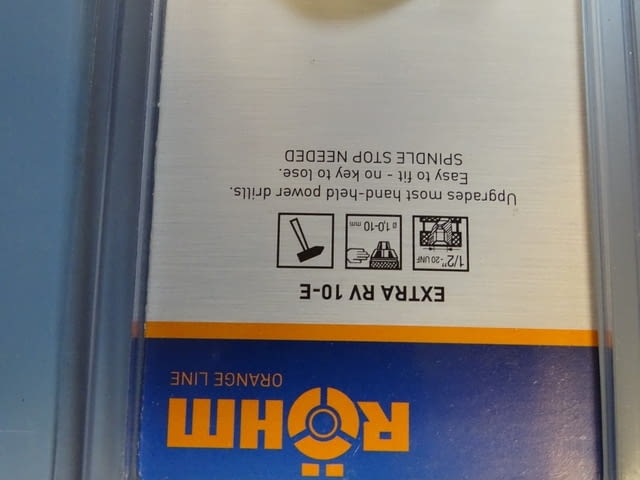 RÖHM
ORANGE LINE
EXTRA RV 10-E
1/2"-20 UNF
ø 1,0-10 mm
Upgrades most hand-held power drills.
Easy to fit - no key to lose.
SPINDLE STOP NEEDED